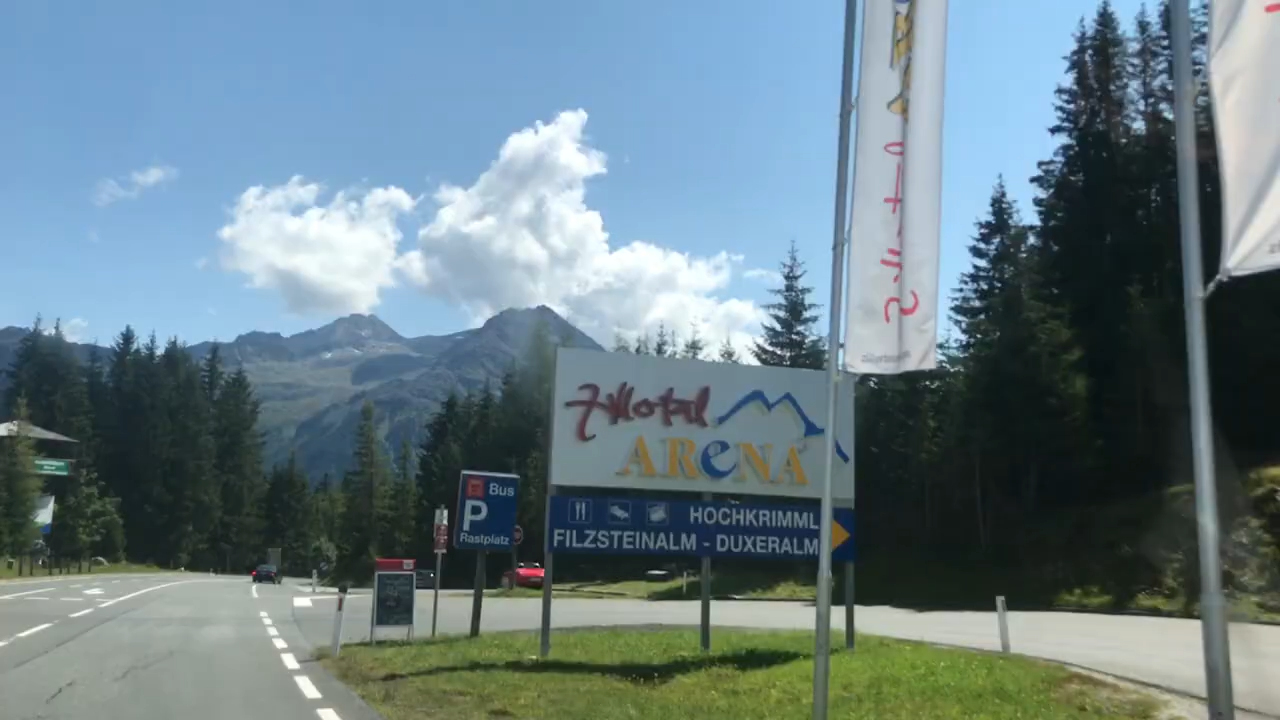 Zillertal
ARENA
HOCHKRIMML
FILZSTEINALM - DUXERALM
Bus
P
Rastplatz